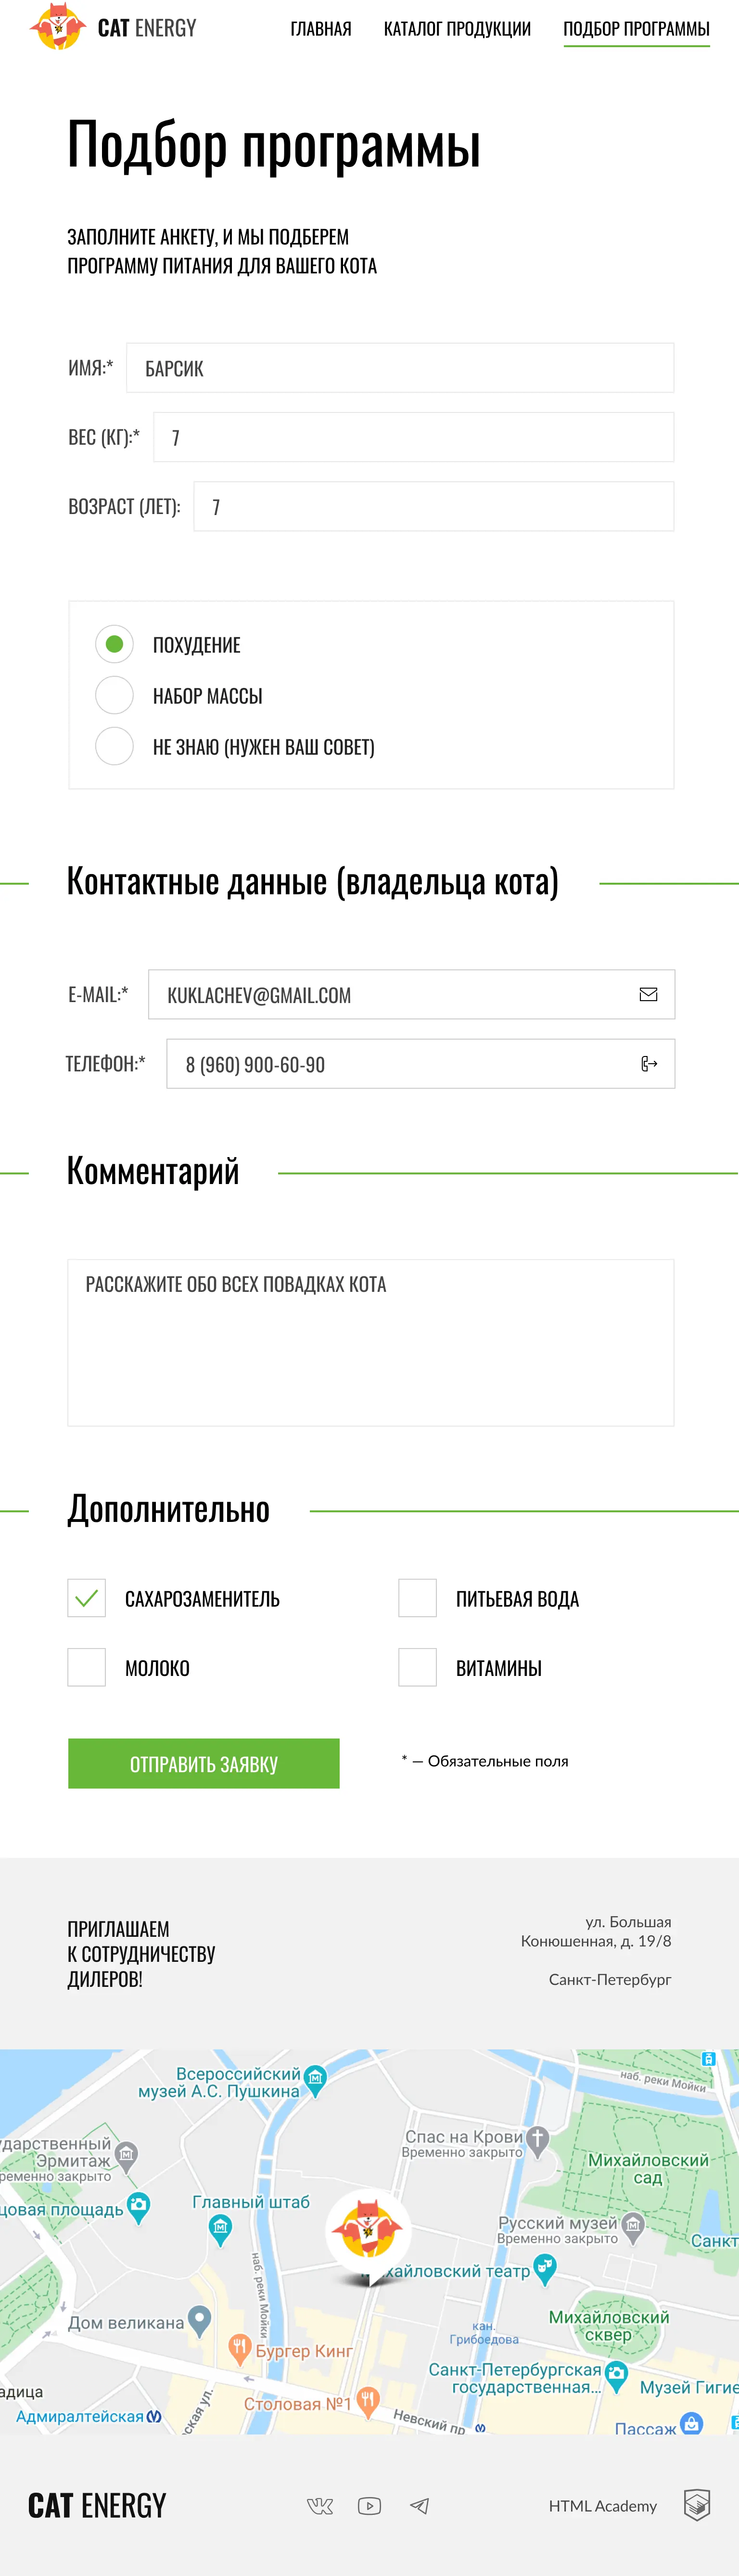 CAT ENERGY
ГЛАВНАЯ
КАТАЛОГ ПРОДУКЦИИ
ПОДБОР ПРОГРАММЫ
Подбор программы
ЗАПОЛНИТЕ АНКЕТУ, И МЫ ПОДБЕРЕМ
ПРОГРАММУ ПИТАНИЯ ДЛЯ ВАШЕГО КОТА
ИМЯ:*
БАРСИК
ВЕС (КГ):*
7
ВОЗРАСТ (ЛЕТ):
7
ПОХУДЕНИЕ
НАБОР МАССЫ
НЕ ЗНАЮ (НУЖЕН ВАШ СОВЕТ)
Контактные данные (владельца кота)
E-MAIL:*
KUKLACHEV@GMAIL.COM
ТЕЛЕФОН:*
8 (960) 900-60-90
Комментарий
РАССКАЖИТЕ ОБО ВСЕХ ПОВАДКАХ КОТА
Дополнительно
САХАРОЗАМЕНИТЕЛЬ
ПИТЬЕВАЯ ВОДА
МОЛОКО
ВИТАМИНЫ
ОТПРАВИТЬ ЗАЯВКУ
* — Обязательные поля
ПРИГЛАШАЕМ
К СОТРУДНИЧЕСТВУ
ДИЛЕРОВ!
ул. Большая
Конюшенная, д. 19/8
Санкт-Петербург
Всероссийский
музей А.С. Пушкина
наб. реки Мойки
Спас на Крови
Временно закрыто
ударственный
Эрмитаж
ременно закрыто
Михайловский
сад
цовая площадь
Главный штаб
Русский музей
Временно закрыто
Санкт
наб. реки Мойки
хайловский театр
Дом великана
Михайловский
сквер
кан.
Грибоедова
Бургер Кинг
Санкт-Петербургская
государственная...
Музей Гигие
адица
Столовая №1
Адмиралтейская
ская ул.
Невский пр
Пассаж
CAT ENERGY
HTML Academy